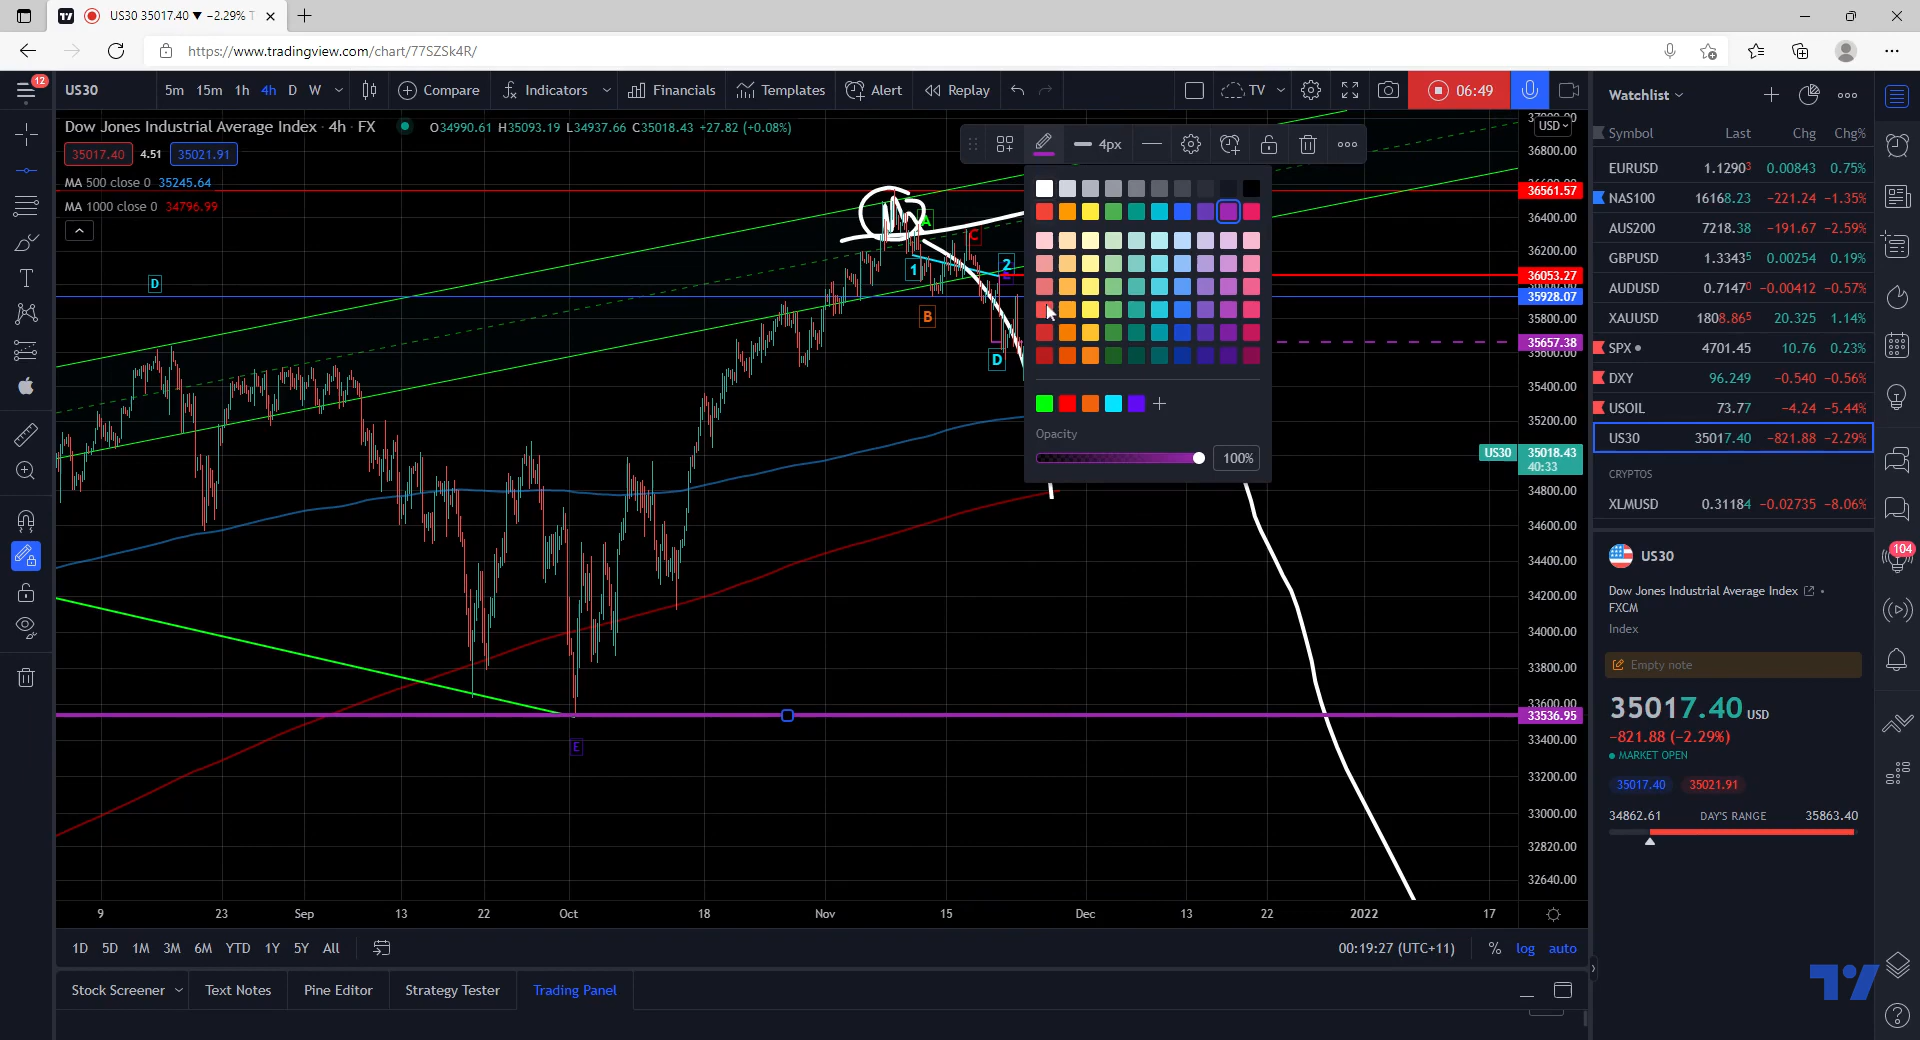 US30 35017.40 ▼ −2.29% T
https://www.tradingview.com/chart/77SZSk4R/
12
US30
5m 15m 1h 4h D W
Compare
Indicators
Financials
Templates
Alert
Replay
TV
06:49
Dow Jones Industrial Average Index · 4h · FX
O34990.61 H35093.19 L34937.66 C35018.43 +27.82 (+0.08%)
35017.40 4.51 35021.91
MA 500 close 0 35245.64
MA 1000 close 0 34796.99
4px
D
A
C
1
2
B
D
E
Opacity
100%
USD
36800.00
36561.57
36400.00
36200.00
36053.27
35928.07
35800.00
35657.38
35600.00
35400.00
35200.00
US30 35018.43
40:33
34800.00
34600.00
34400.00
34200.00
34000.00
33800.00
33600.00
33536.95
33400.00
33200.00
33000.00
32820.00
32640.00
9 23 Sep 13 22 Oct 18 Nov 15 Dec 13 22 2022 17
1D 5D 1M 3M 6M YTD 1Y 5Y All
00:19:27 (UTC+11)
% log auto
Stock Screener
Text Notes
Pine Editor
Strategy Tester
Trading Panel
Watchlist
Symbol Last Chg Chg%
EURUSD 1.12903 0.00843 0.75%
NAS100 16168.23 −221.24 −1.35%
AUS200 7218.38 −191.67 −2.59%
GBPUSD 1.33435 0.00254 0.19%
AUDUSD 0.71470 −0.00412 −0.57%
XAUUSD 1808.865 20.325 1.14%
SPX 4701.45 10.76 0.23%
DXY 96.249 −0.540 −0.56%
USOIL 73.77 −4.24 −5.44%
US30 35017.40 −821.88 −2.29%
CRYPTOS
XLMUSD 0.31184 −0.02735 −8.06%
US30
Dow Jones Industrial Average Index
FXCM
Index
Empty note
35017.40 USD
−821.88 (−2.29%)
MARKET OPEN
35017.40 35021.91
34862.61 DAY'S RANGE 35863.40
104